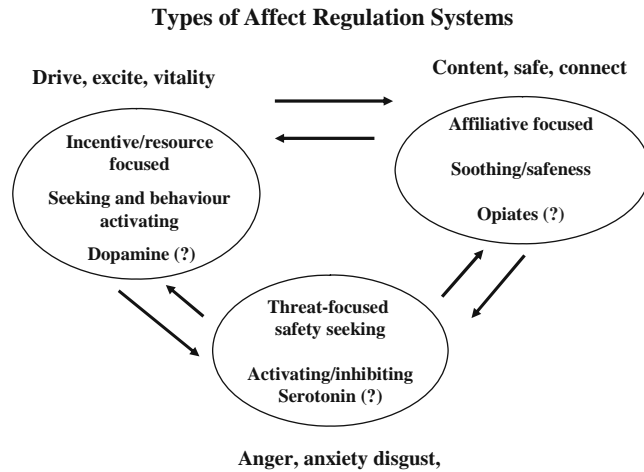 Types of Affect Regulation Systems
Drive, excite, vitality
Content, safe, connect
Incentive/resource
focused
Seeking and behaviour
activating
Dopamine (?)
Affiliative focused
Soothing/safeness
Opiates (?)
Threat-focused
safety seeking
Activating/inhibiting
Serotonin (?)
Anger, anxiety disgust,